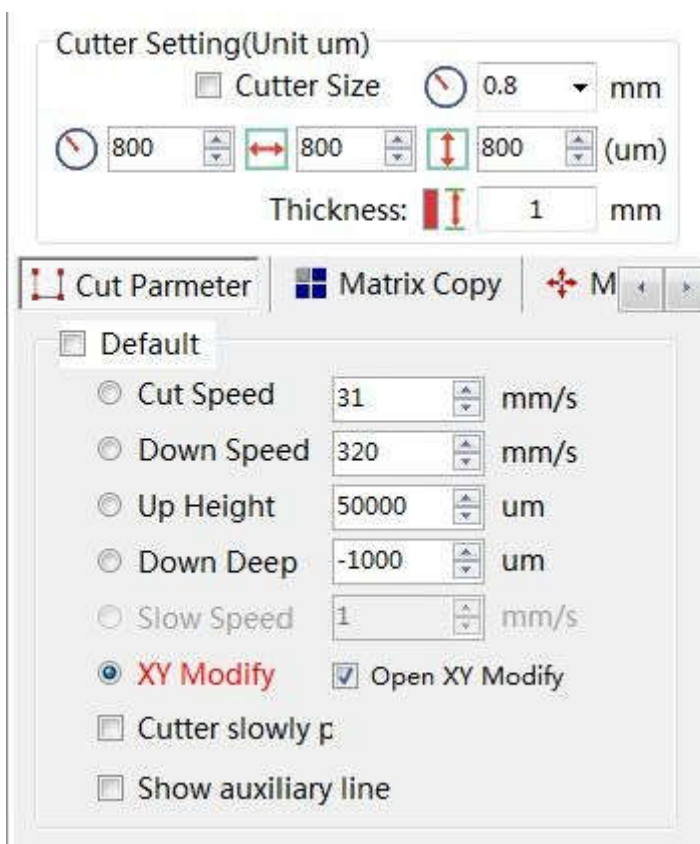 Cutter Setting(Unit um)
Cutter Size 0.8 mm
800 800 800 (um)
Thickness: 1 mm
Cut Parmeter Matrix Copy M
Default
Cut Speed 31 mm/s
Down Speed 320 mm/s
Up Height 50000 um
Down Deep -1000 um
Slow Speed 1 mm/s
XY Modify Open XY Modify
Cutter slowly p
Show auxiliary line